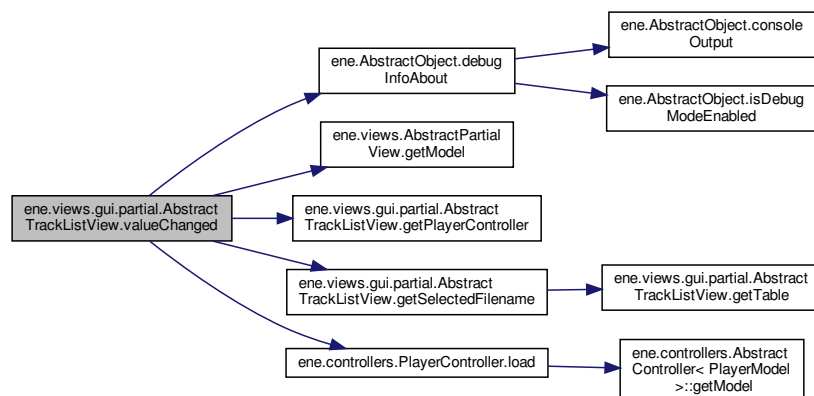 ene.views.gui.partial.Abstract
TrackListView.valueChanged
ene.AbstractObject.debug
InfoAbout
ene.AbstractObject.console
Output
ene.AbstractObject.isDebug
ModeEnabled
ene.views.AbstractPartial
View.getModel
ene.views.gui.partial.Abstract
TrackListView.getPlayerController
ene.views.gui.partial.Abstract
TrackListView.getSelectedFilename
ene.views.gui.partial.Abstract
TrackListView.getTable
ene.controllers.PlayerController.load
ene.controllers.Abstract
Controller< PlayerModel
>::getModel